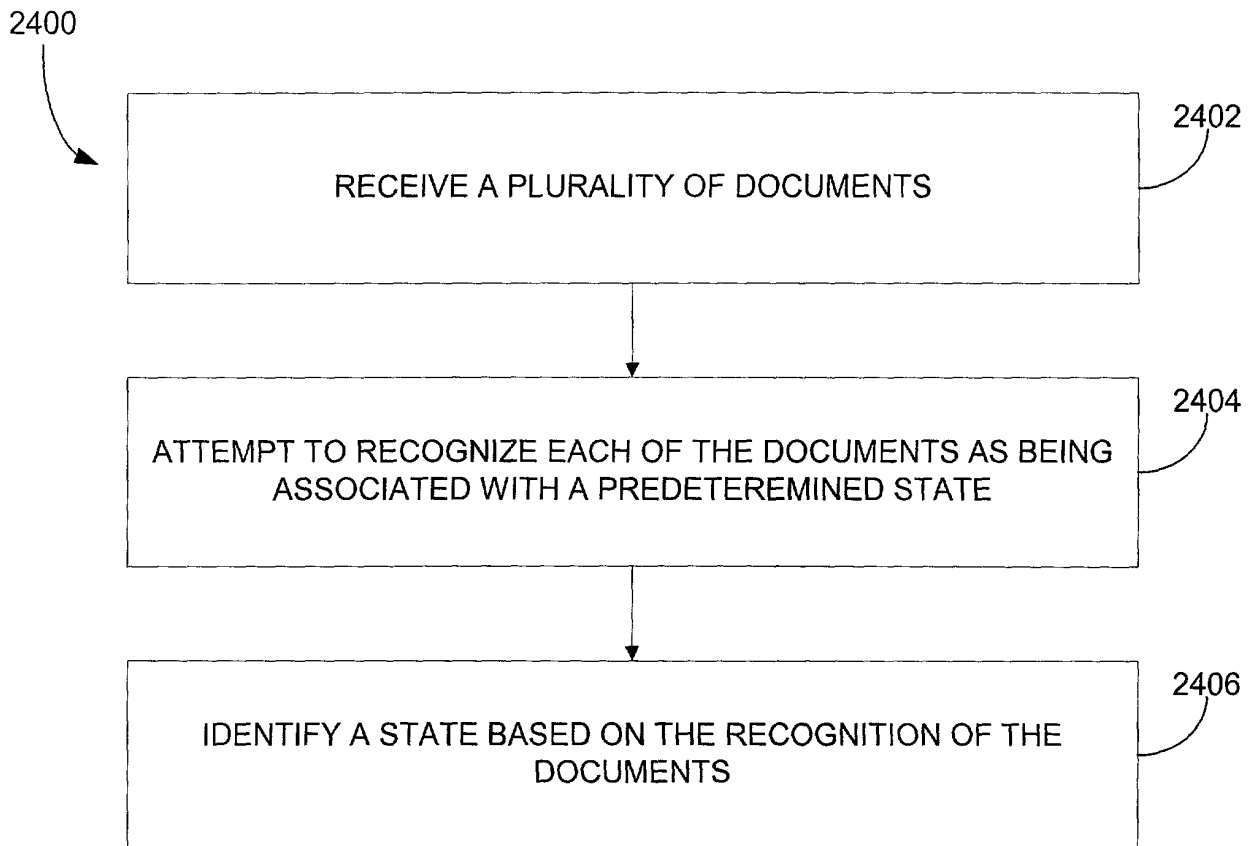 2400
2402
RECEIVE A PLURALITY OF DOCUMENTS
2404
ATTEMPT TO RECOGNIZE EACH OF THE DOCUMENTS AS BEING
ASSOCIATED WITH A PREDETEREMINED STATE
2406
IDENTIFY A STATE BASED ON THE RECOGNITION OF THE
DOCUMENTS